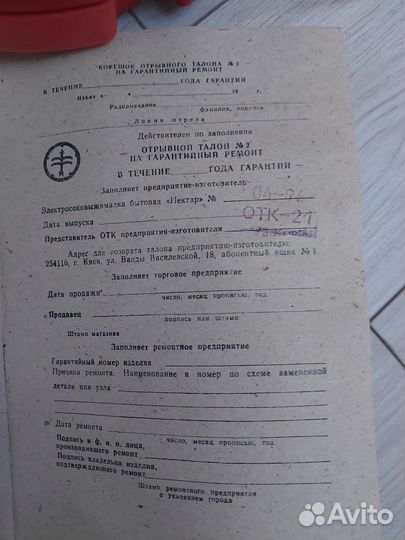 КОРЕШОК ОТРЫВНОГО ТАЛОНА № 2
НА ГАРАНТИЙНЫЙ РЕМОНТ
В ТЕЧЕНИЕ ГОДА ГАРАНТИИ
Изъят « » 19 г.
Радиомеханик фамилия, подпись
Линия отреза
Действителен по заполнении
ОТРЫВНОЙ ТАЛОН № 2
НА ГАРАНТИЙНЫЙ РЕМОНТ
В ТЕЧЕНИЕ ГОДА ГАРАНТИИ
Заполняет предприятие-изготовитель
Электросоковыжималка бытовая «Нектар» №
Дата выпуска
Представитель ОТК предприятия-изготовителя ОТК-21
Адрес для возврата талона предприятию-изготовителю:
254116, г. Киев, ул. Ванды Василевской, 18, абонентный ящик № 1
Заполняет торговое предприятие
Дата продажи
число, месяц прописью, год
Продавец
подпись или штамп
Штамп магазина
Заполняет ремонтное предприятие
Гарантийный номер изделия
Причина ремонта. Наименование и номер по схеме замененной
детали или узла
Дата ремонта
число, месяц прописью, год
Подпись и ф. и. о. лица,
производившего ремонт
Подпись владельца изделия,
подтверждающего ремонт
Штамп ремонтного предприятия
с указанием города
Avito